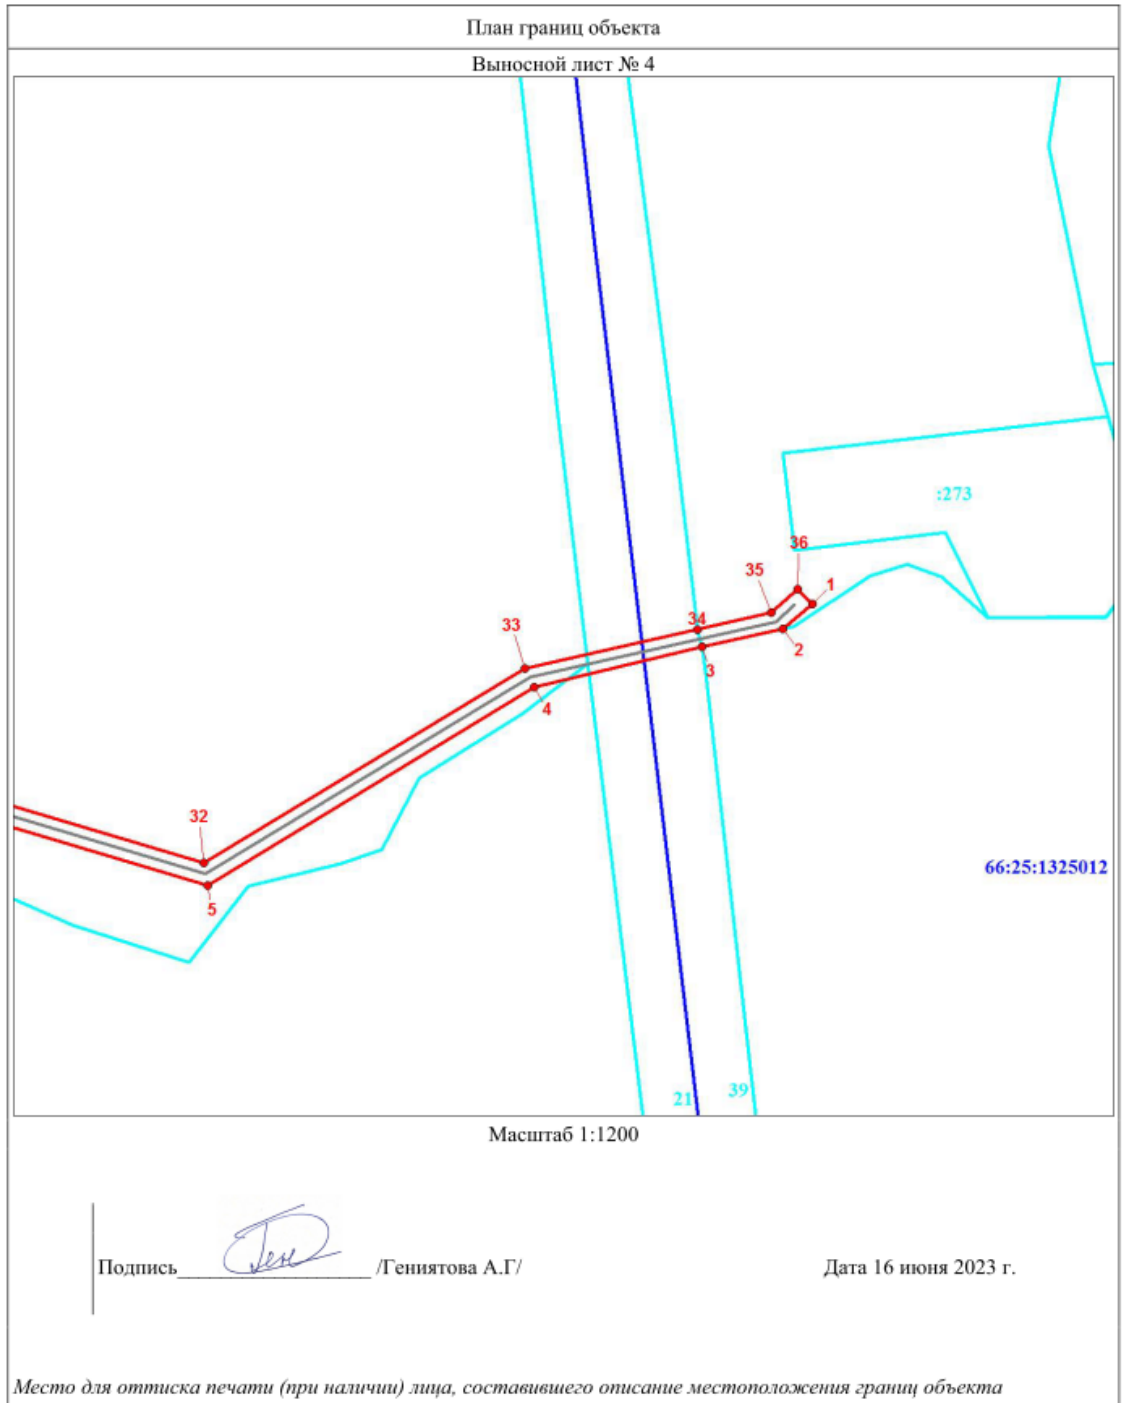 План границ объекта
Выносной лист № 4
:273
36
35
1
33
34
2
3
4
32
66:25:1325012
5
21
39
Масштаб 1:1200
Подпись /Гениятова А.Г/ Дата 16 июня 2023 г.
Место для оттиска печати (при наличии) лица, составившего описание местоположения границ объекта